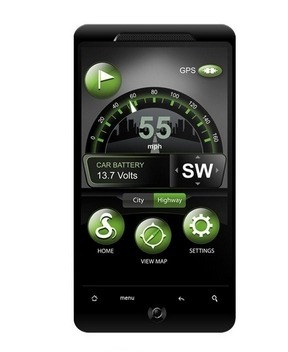 GPS
0 20 40 60 80 100 120 140 160
55
mph
CAR BATTERY
13.7 Volts
SW
City Highway
HOME
VIEW MAP
SETTINGS
menu